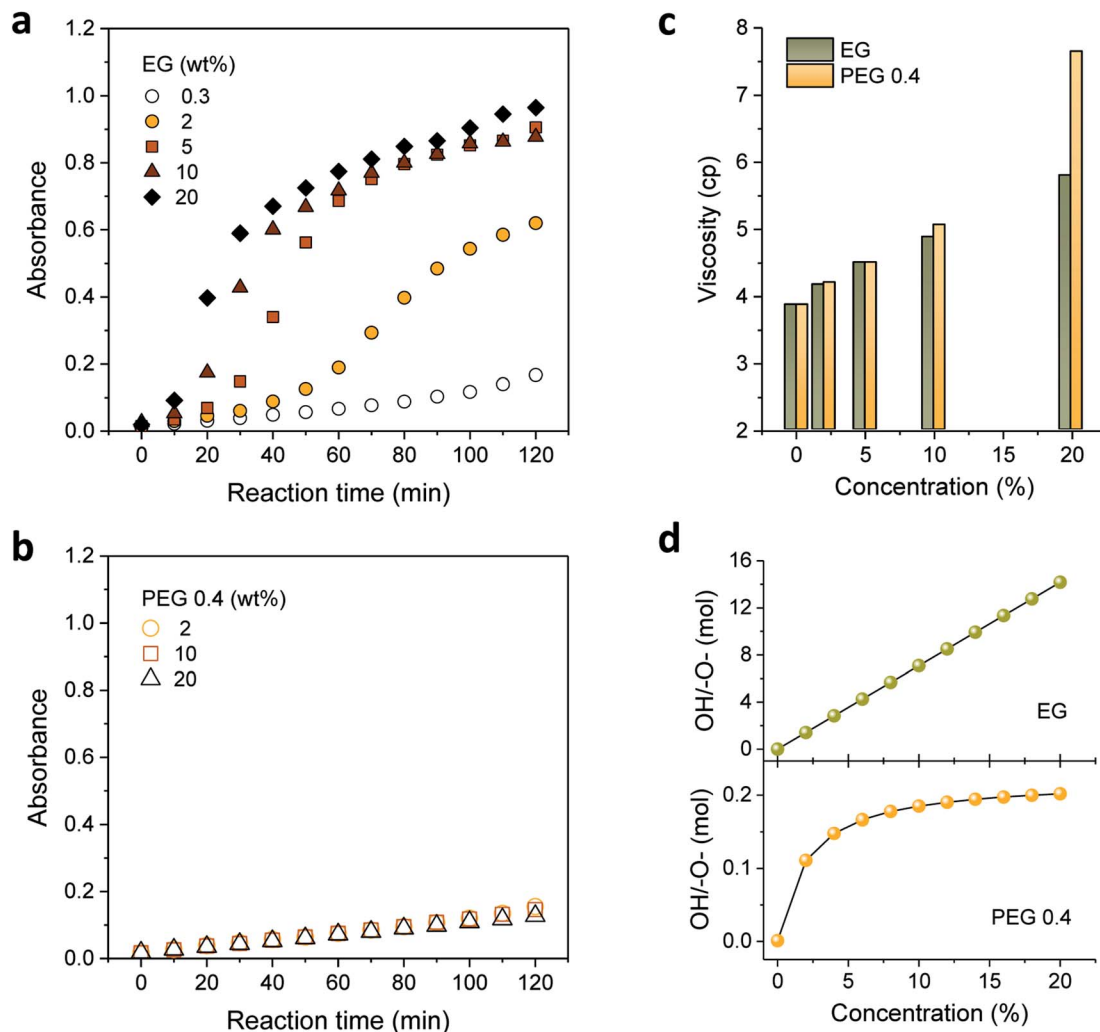 a
1.2
1.0
0.8
0.6
0.4
0.2
0.0
Absorbance
EG (wt%)
0.3
2
5
10
20
0 20 40 60 80 100 120
Reaction time (min)
b
1.2
1.0
0.8
0.6
0.4
0.2
0.0
Absorbance
PEG 0.4 (wt%)
2
10
20
0 20 40 60 80 100 120
Reaction time (min)
c
8
7
6
5
4
3
2
Viscosity (cp)
EG
PEG 0.4
0 5 10 15 20
Concentration (%)
d
16
12
8
4
0
OH/-O- (mol)
EG
0.2
0.1
0.0
OH/-O- (mol)
PEG 0.4
0 5 10 15 20
Concentration (%)